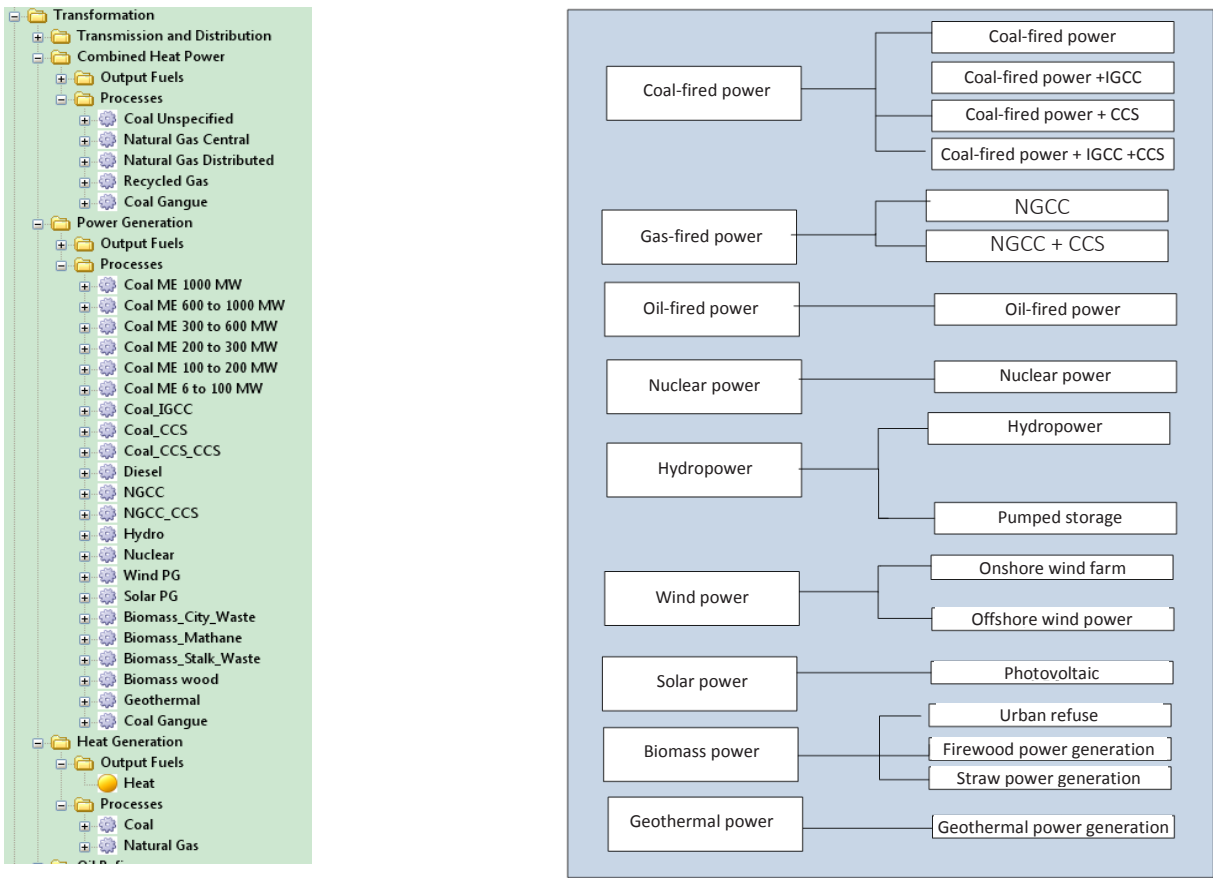 Transformation
Transmission and Distribution
Combined Heat Power
Output Fuels
Processes
Coal Unspecified
Natural Gas Central
Natural Gas Distributed
Recycled Gas
Coal Gangue
Power Generation
Output Fuels
Processes
Coal ME 1000 MW
Coal ME 600 to 1000 MW
Coal ME 300 to 600 MW
Coal ME 200 to 300 MW
Coal ME 100 to 200 MW
Coal ME 6 to 100 MW
Coal_IGCC
Coal_CCS
Coal_CCS_CCS
Diesel
NGCC
NGCC_CCS
Hydro
Nuclear
Wind PG
Solar PG
Biomass_City_Waste
Biomass_Mathane
Biomass_Stalk_Waste
Biomass wood
Geothermal
Coal Gangue
Heat Generation
Output Fuels
Heat
Processes
Coal
Natural Gas
Coal-fired power
Coal-fired power
Coal-fired power +IGCC
Coal-fired power + CCS
Coal-fired power + IGCC +CCS
Gas-fired power
NGCC
NGCC + CCS
Oil-fired power
Oil-fired power
Nuclear power
Nuclear power
Hydropower
Hydropower
Pumped storage
Wind power
Onshore wind farm
Offshore wind power
Solar power
Photovoltaic
Biomass power
Urban refuse
Firewood power generation
Straw power generation
Geothermal power
Geothermal power generation